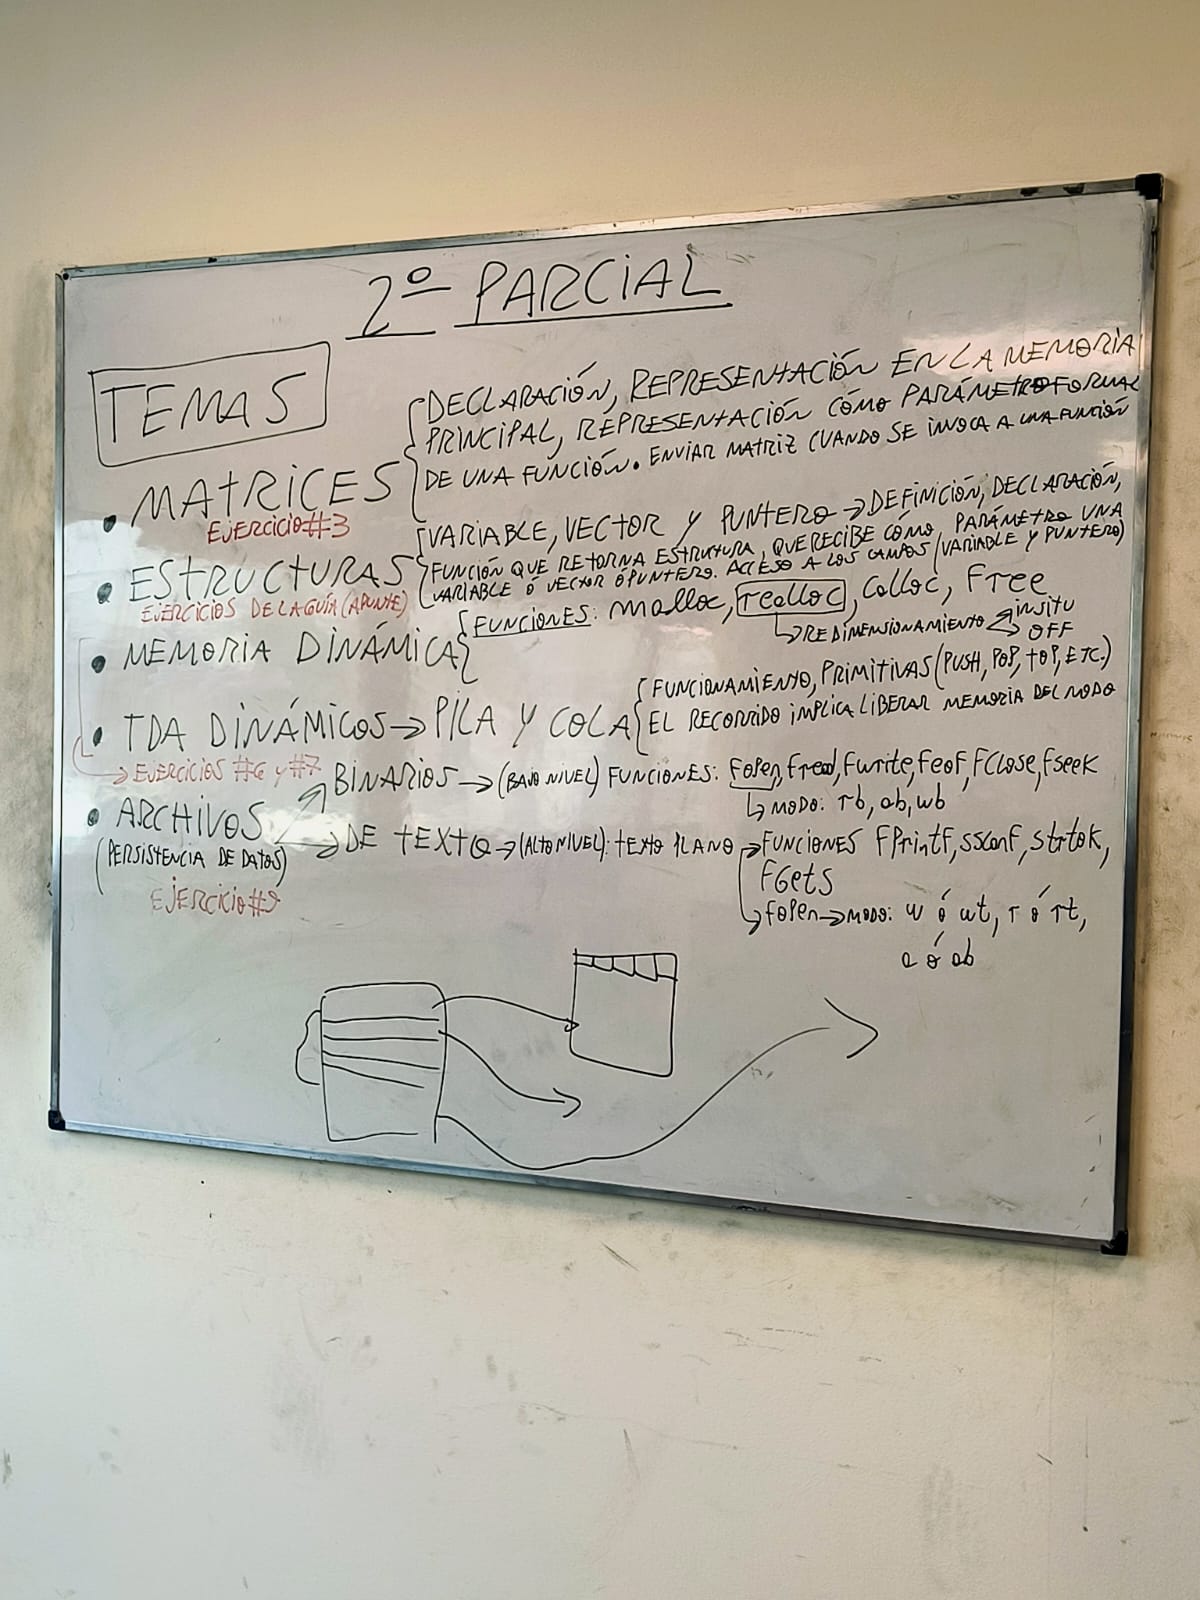 2º PARCIAL
TEMAS
• MATRICES
EJERCICIO #3
DECLARACIÓN, REPRESENTACIÓN EN LA MEMORIA
PRINCIPAL, REPRESENTACIÓN CÓMO PARÁMETRO FORMAL
DE UNA FUNCIÓN. ENVIAR MATRIZ CUANDO SE INVOCA A UNA FUNCIÓN
• ESTRUCTURAS
EJERCICIOS DE LA GUÍA (APUNTE)
VARIABLE, VECTOR Y PUNTERO → DEFINICIÓN, DECLARACIÓN,
FUNCIÓN QUE RETORNA ESTRUCTURA, QUE RECIBE CÓMO PARÁMETRO UNA
VARIABLE Ó VECTOR Ó PUNTERO. ACCESO A LOS CAMPOS (VARIABLE Y PUNTERO)
• MEMORIA DINÁMICA
FUNCIONES: malloc, realloc, Calloc, Free
↳ REDIMENSIONAMIENTO → INSITU
→ OFF
• TDA DINÁMICOS → PILA Y COLA
FUNCIONAMIENTO, PRIMITIVAS (PUSH, POP, TOP, ETC.)
EL RECORRIDO IMPLICA LIBERAR MEMORIA DEL NODO
→ EJERCICIOS #6 y #7
• ARCHIVOS
(PERSISTENCIA DE DATOS)
EJERCICIO #9
BINARIOS → (BAJO NIVEL) FUNCIONES: Fopen, fread, Fwrite, Feof, FClose, Fseek
↳ MODO: rb, ab, wb
→ DE TEXTO → (ALTO NIVEL): TEXTO PLANO → FUNCIONES FPrintF, sscanf, strtok,
FGets
↳ fopen → MODO: w ó wt, r ó rt,
a ó ab